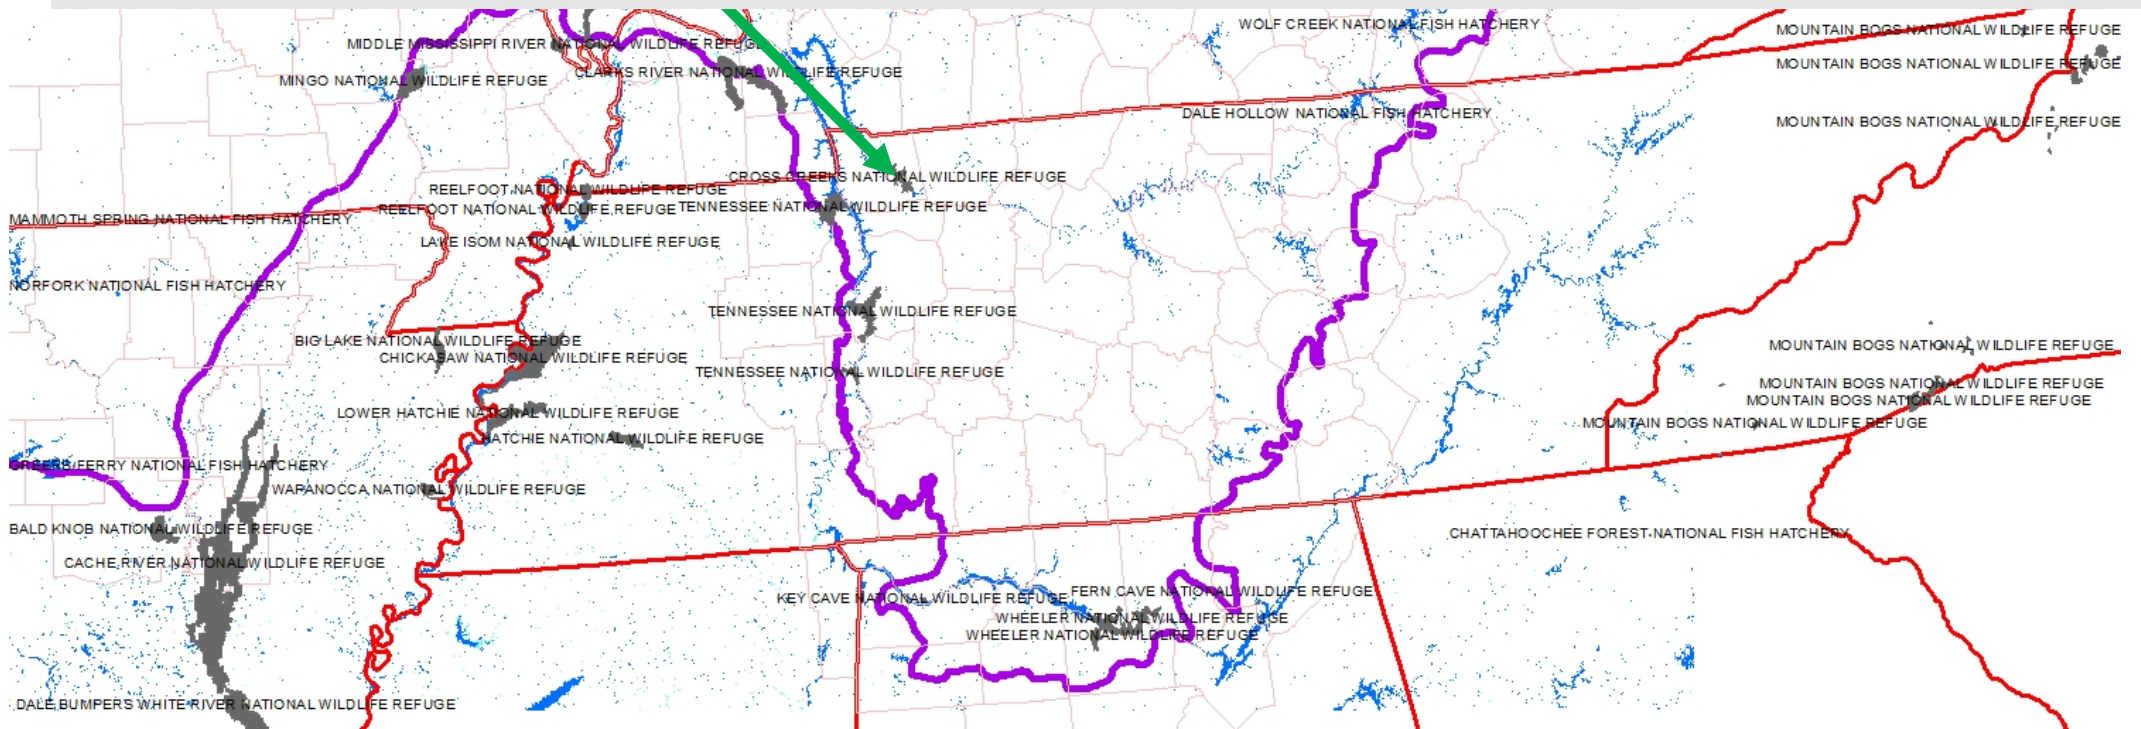 WOLF CREEK NATIONAL FISH HATCHERY
MOUNTAIN BOGS NATIONAL WILDLIFE REFUGE
MIDDLE MISSISSIPPI RIVER NATIONAL WILDLIFE REFUGE
MOUNTAIN BOGS NATIONAL WILDLIFE REFUGE
CLARKS RIVER NATIONAL WILDLIFE REFUGE
MINGO NATIONAL WILDLIFE REFUGE
DALE HOLLOW NATIONAL FISH HATCHERY
MOUNTAIN BOGS NATIONAL WILDLIFE REFUGE
CROSS CREEKS NATIONAL WILDLIFE REFUGE
REELFOOT NATIONAL WILDLIFE REFUGE
REELFOOT NATIONAL WILDLIFE REFUGE
TENNESSEE NATIONAL WILDLIFE REFUGE
MAMMOTH SPRING NATIONAL FISH HATCHERY
LAKE ISOM NATIONAL WILDLIFE REFUGE
NORFORK NATIONAL FISH HATCHERY
TENNESSEE NATIONAL WILDLIFE REFUGE
BIG LAKE NATIONAL WILDLIFE REFUGE
MOUNTAIN BOGS NATIONAL WILDLIFE REFUGE
CHICKASAW NATIONAL WILDLIFE REFUGE
TENNESSEE NATIONAL WILDLIFE REFUGE
MOUNTAIN BOGS NATIONAL WILDLIFE REFUGE
MOUNTAIN BOGS NATIONAL WILDLIFE REFUGE
LOWER HATCHIE NATIONAL WILDLIFE REFUGE
MOUNTAIN BOGS NATIONAL WILDLIFE REFUGE
HATCHIE NATIONAL WILDLIFE REFUGE
GREERS FERRY NATIONAL FISH HATCHERY
WAPANOCCA NATIONAL WILDLIFE REFUGE
BALD KNOB NATIONAL WILDLIFE REFUGE
CHATTAHOOCHEE FOREST NATIONAL FISH HATCHERY
CACHE RIVER NATIONAL WILDLIFE REFUGE
FERN CAVE NATIONAL WILDLIFE REFUGE
KEY CAVE NATIONAL WILDLIFE REFUGE
WHEELER NATIONAL WILDLIFE REFUGE
WHEELER NATIONAL WILDLIFE REFUGE
DALE BUMPERS WHITE RIVER NATIONAL WILDLIFE REFUGE